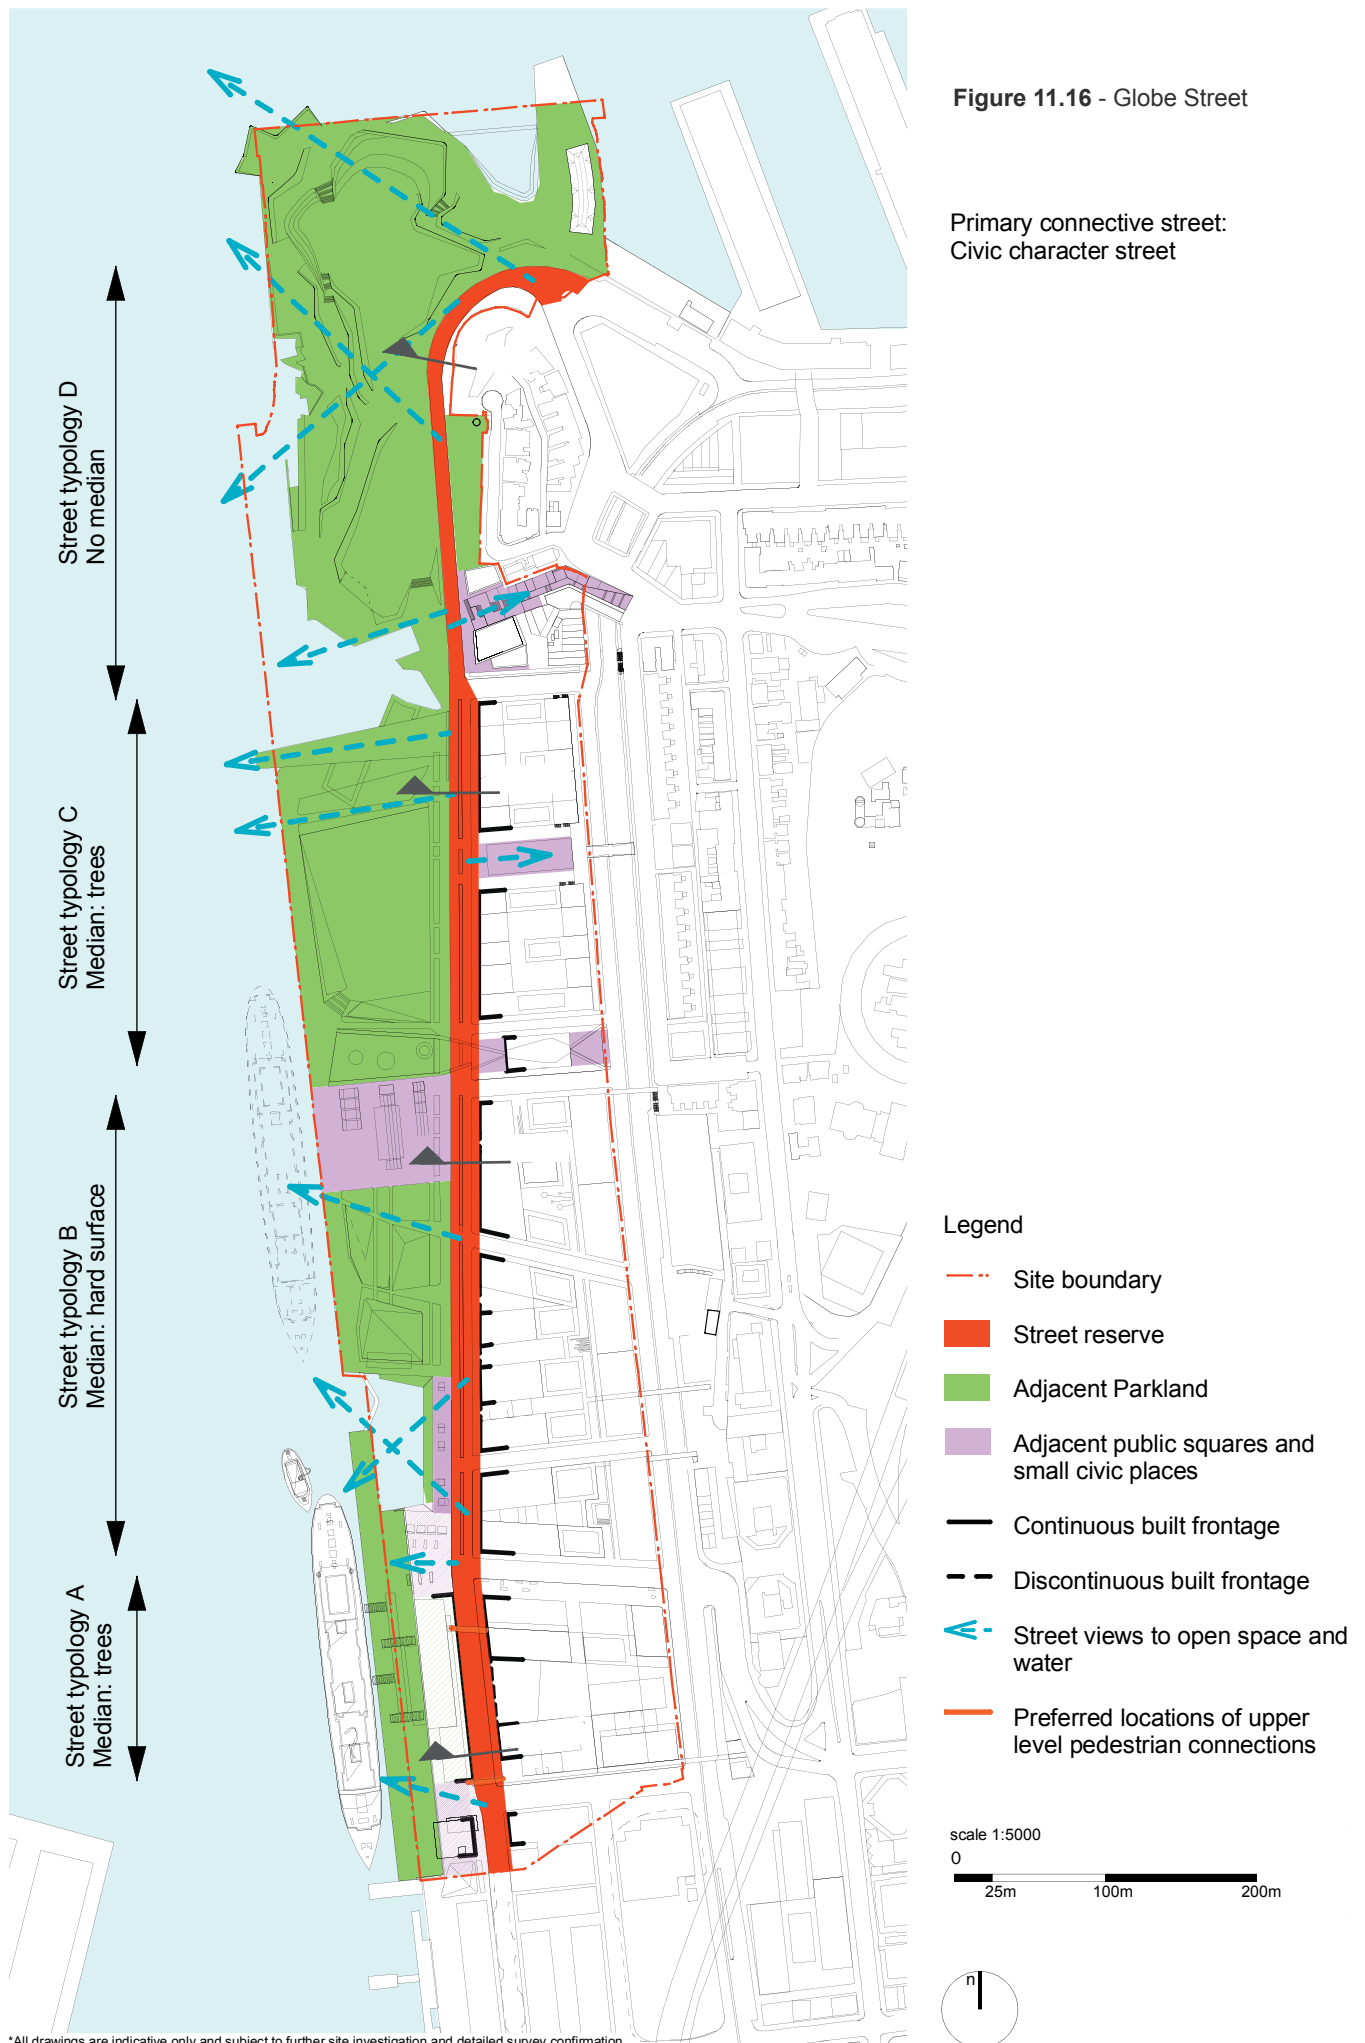 Figure 11.16 - Globe Street
Primary connective street:
Civic character street
Street typology D
No median
Street typology C
Median: trees
Street typology B
Median: hard surface
Street typology A
Median: trees
Legend
Site boundary
Street reserve
Adjacent Parkland
Adjacent public squares and
small civic places
Continuous built frontage
Discontinuous built frontage
Street views to open space and
water
Preferred locations of upper
level pedestrian connections
scale 1:5000
0
25m 100m 200m
n
*All drawings are indicative only and subject to further site investigation and detailed survey confirmation